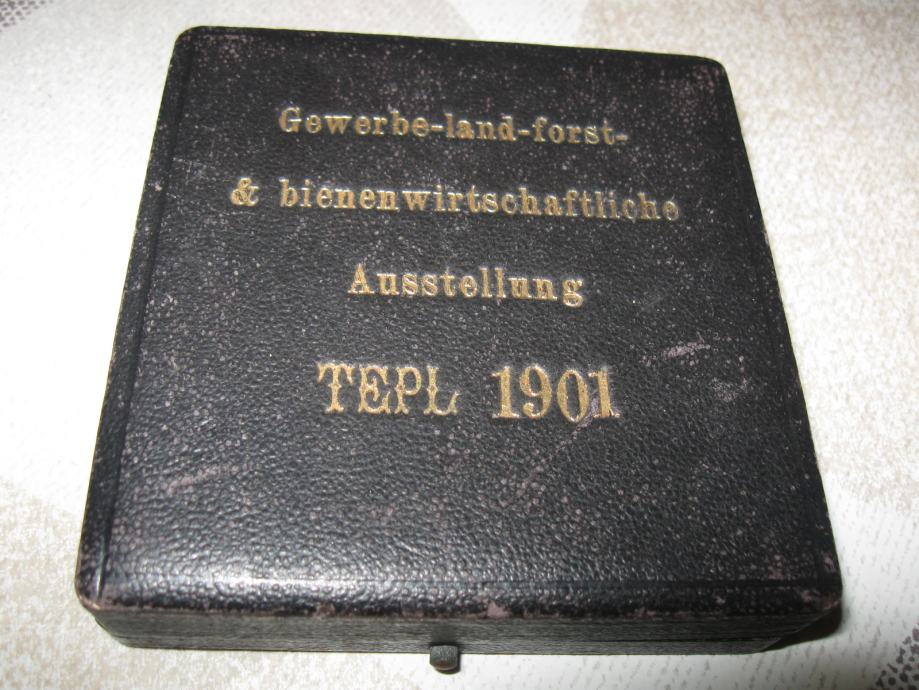 Gewerbe-land-forst-
& bienenwirtschaftliche
Ausstellung
TEPL 1901